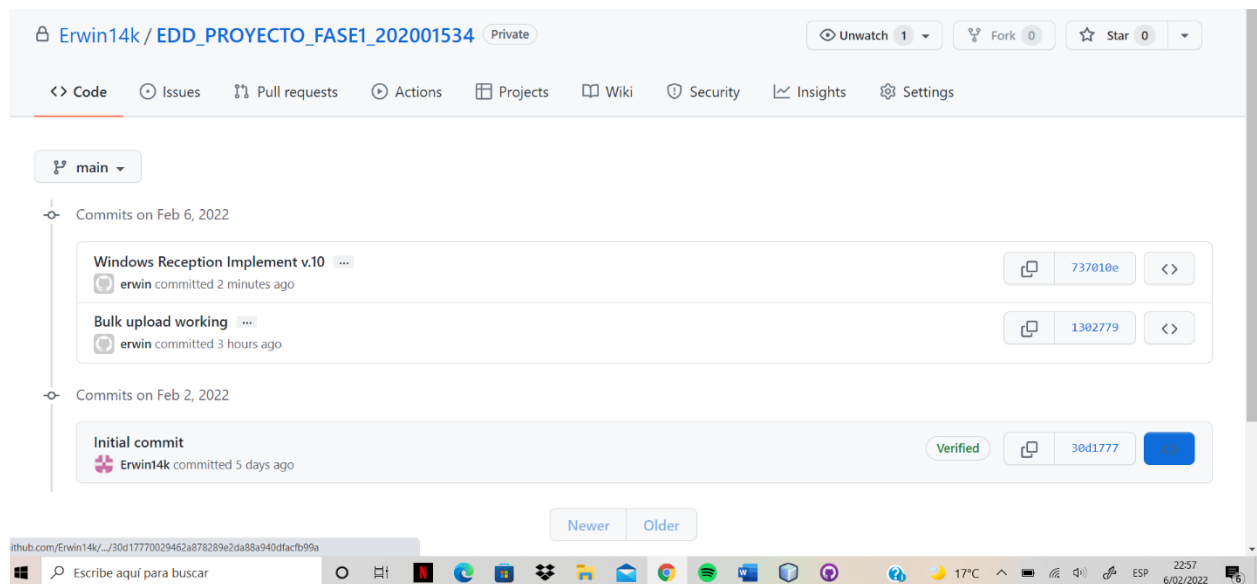 Erwin14k / EDD_PROYECTO_FASE1_202001534 Private
Unwatch 1 Fork 0 Star 0
<> Code Issues Pull requests Actions Projects Wiki Security Insights Settings
main
Commits on Feb 6, 2022
Windows Reception Implement v.10 ...
erwin committed 2 minutes ago
737010e <>
Bulk upload working ...
erwin committed 3 hours ago
1302779 <>
Commits on Feb 2, 2022
Initial commit
Erwin14k committed 5 days ago
Verified 30d1777 <>
Newer Older
ithub.com/Erwin14k/.../30d17770029462a878289e2da88a940dfacfb99a
Escribe aquí para buscar
17°C ESP 22:57
6/02/2022